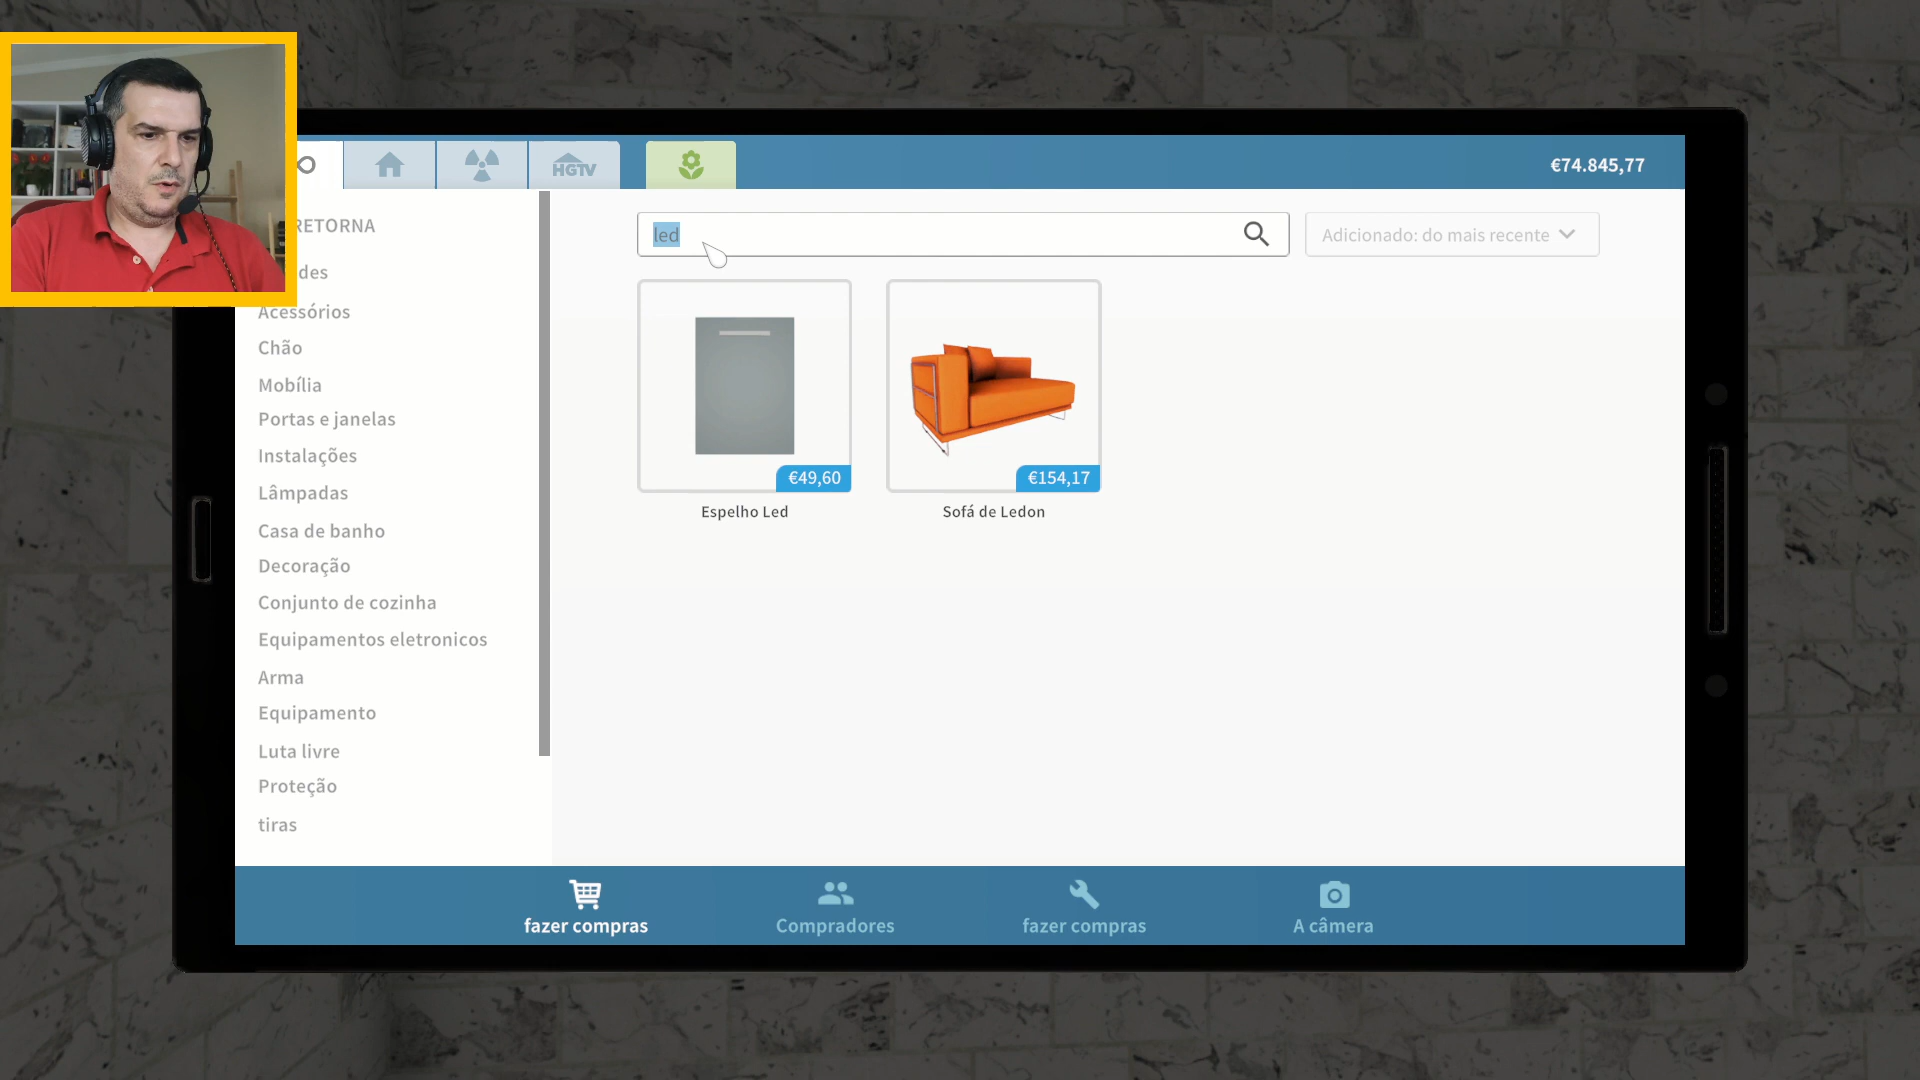 HGTV
€74.845,77
RETORNA
led
Adicionado: do mais recente
des
Acessórios
Chão
Mobília
Portas e janelas
Instalações
Lâmpadas
Casa de banho
Decoração
Conjunto de cozinha
Equipamentos eletronicos
Arma
Equipamento
Luta livre
Proteção
tiras
€49,60
€154,17
Espelho Led
Sofá de Ledon
fazer compras
Compradores
fazer compras
A câmera